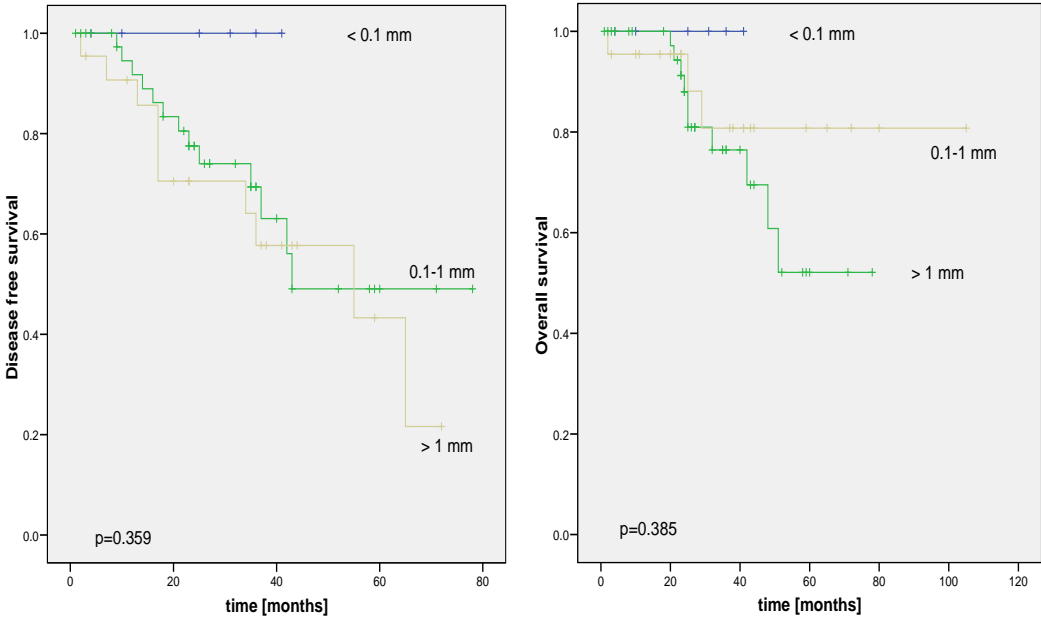 Disease free survival
1.0
0.8
0.6
0.4
0.2
0.0
< 0.1 mm
0.1-1 mm
> 1 mm
p=0.359
0
20
40
60
80
time [months]
Overall survival
1.0
0.8
0.6
0.4
0.2
0.0
< 0.1 mm
0.1-1 mm
> 1 mm
p=0.385
0
20
40
60
80
100
120
time [months]